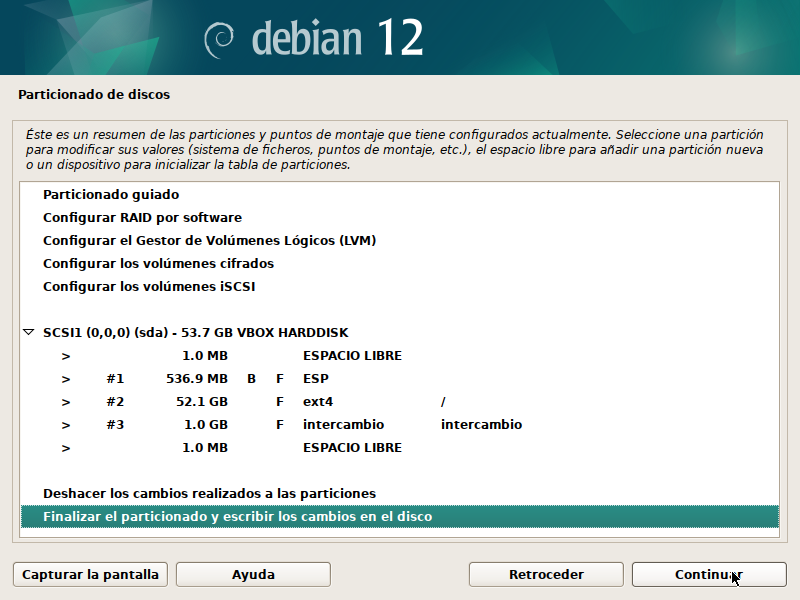 debian 12
Particionado de discos
Éste es un resumen de las particiones y puntos de montaje que tiene configurados actualmente. Seleccione una partición
para modificar sus valores (sistema de ficheros, puntos de montaje, etc.), el espacio libre para añadir una partición nueva
o un dispositivo para inicializar la tabla de particiones.
Particionado guiado
Configurar RAID por software
Configurar el Gestor de Volúmenes Lógicos (LVM)
Configurar los volúmenes cifrados
Configurar los volúmenes iSCSI
SCSI1 (0,0,0) (sda) - 53.7 GB VBOX HARDDISK
> 1.0 MB ESPACIO LIBRE
> #1 536.9 MB B F ESP
> #2 52.1 GB F ext4 /
> #3 1.0 GB F intercambio intercambio
> 1.0 MB ESPACIO LIBRE
Deshacer los cambios realizados a las particiones
Finalizar el particionado y escribir los cambios en el disco
Capturar la pantalla Ayuda Retroceder Continuar